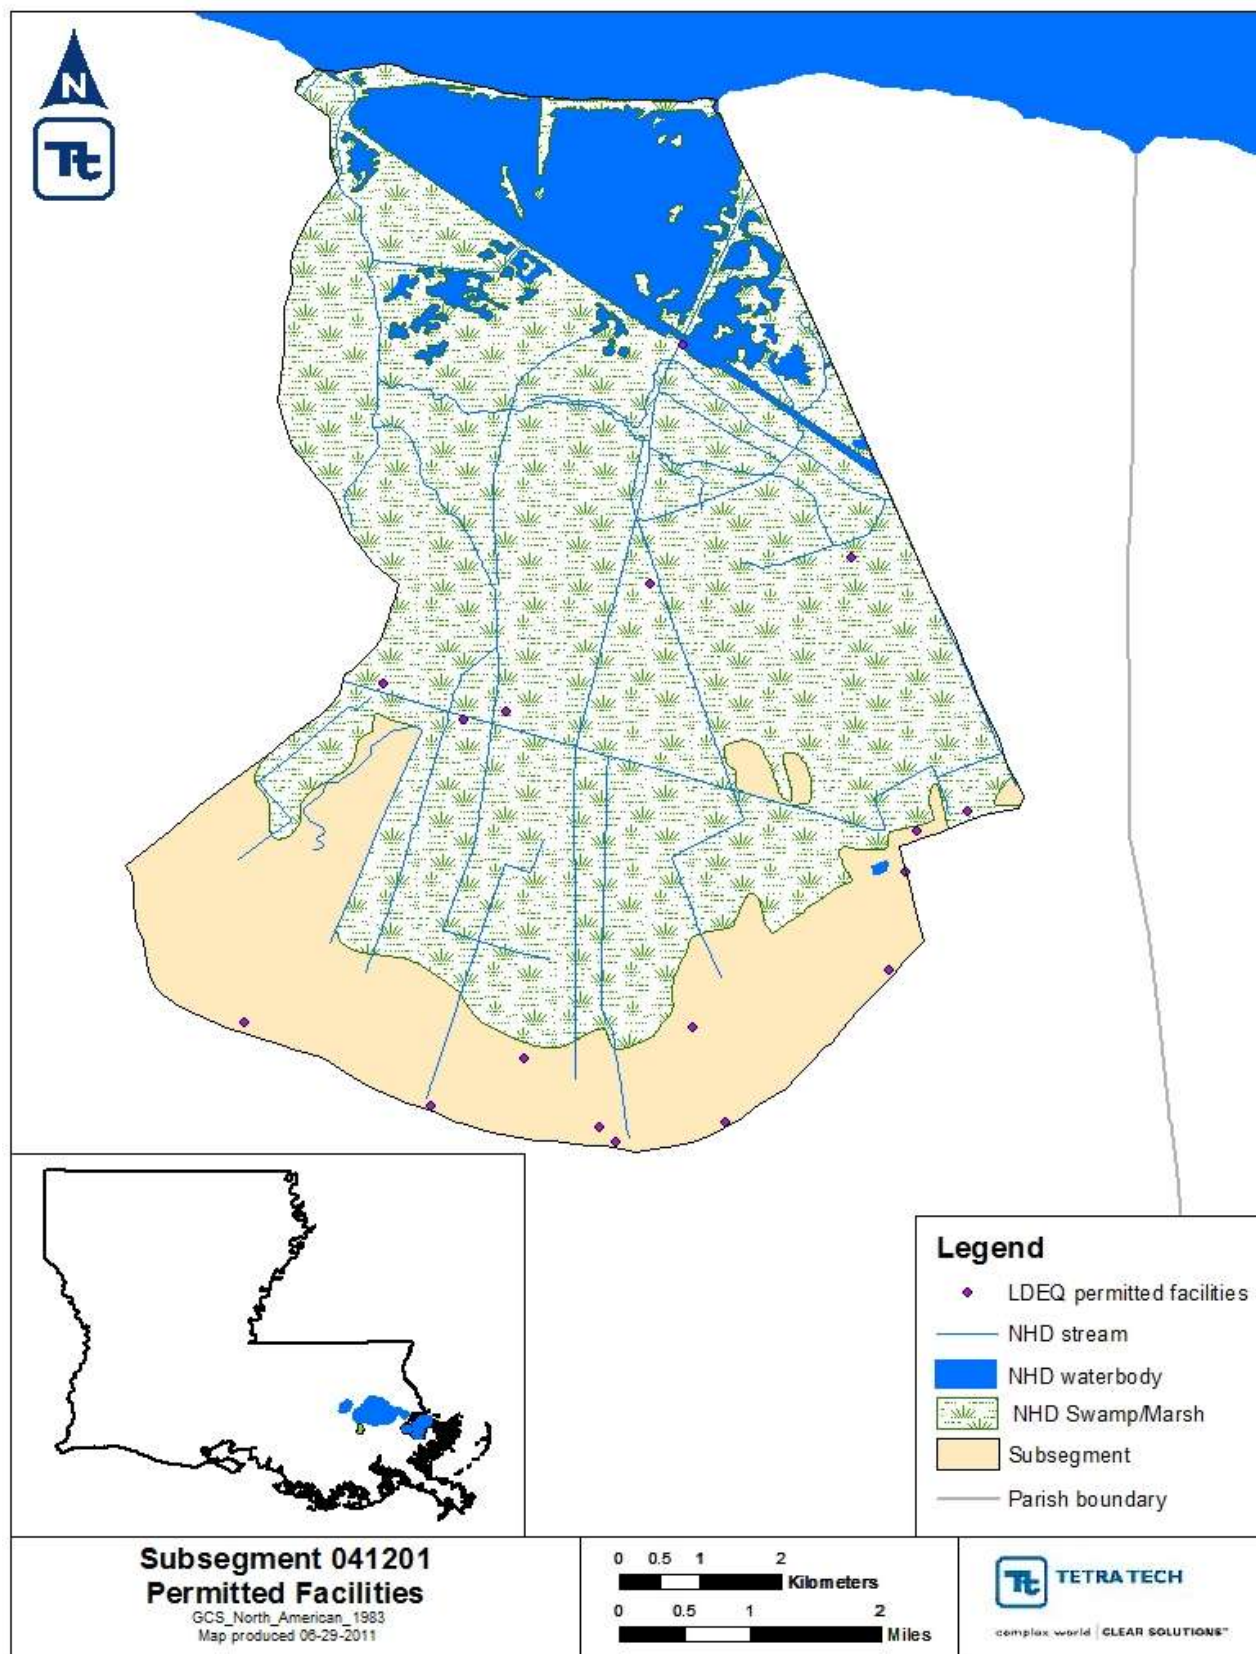 N
Tt
Legend
LDEQ permitted facilities
NHD stream
NHD waterbody
NHD Swamp/Marsh
Subsegment
Parish boundary
Subsegment 041201
Permitted Facilities
GCS_North_American_1983
Map produced 06-29-2011
0 0.5 1 2
Kilometers
0 0.5 1 2
Miles
Tt TETRA TECH
complex world | CLEAR SOLUTIONS™